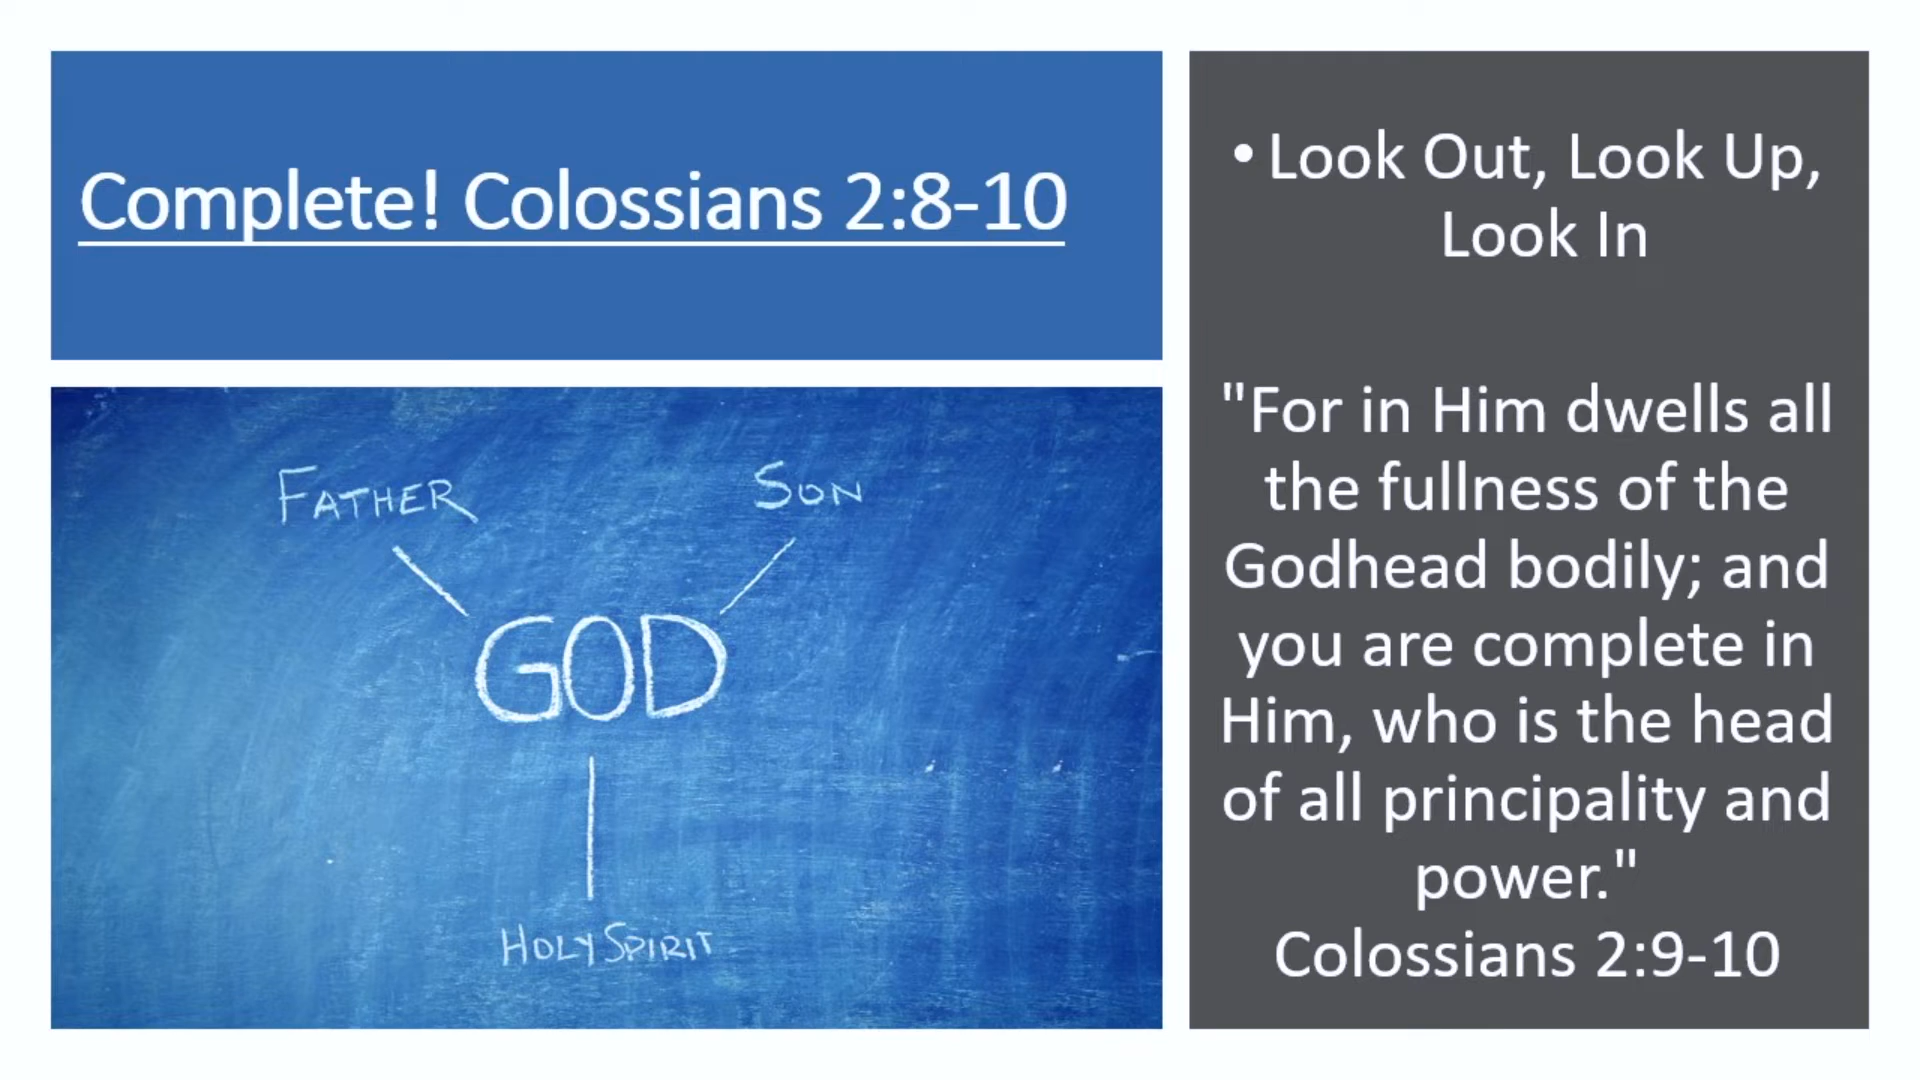 Complete! Colossians 2:8-10
FATHER
SON
GOD
HOLY SPIRIT
• Look Out, Look Up,
Look In
"For in Him dwells all
the fullness of the
Godhead bodily; and
you are complete in
Him, who is the head
of all principality and
power."
Colossians 2:9-10